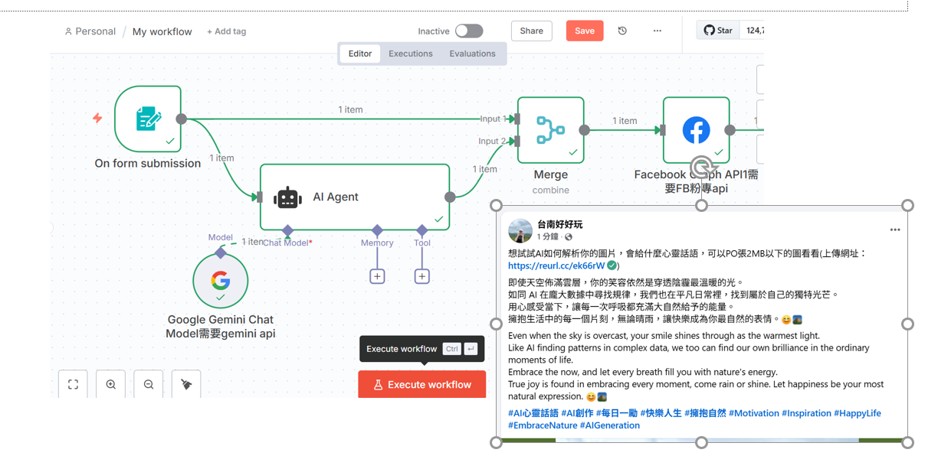 Personal / My workflow + Add tag
Inactive
Share
Save
...
Star
124,7
Editor Executions Evaluations
1 item
Input 1
Input 2
1 item
1
On form submission
1 item
1 item
Merge
combine
Facebook Graph API1需
要FB粉專api
AI Agent
Model
1 item
Chat Model*
Memory
Tool
Google Gemini Chat
Model需要gemini api
Execute workflow Ctrl
Execute workflow
台南好好玩
1 分鐘 ·
...
想試試AI如何解析你的圖片，會給什麼心靈話語，可以PO張2MB以下的圖看看(上傳網址：
https://reurl.cc/ek66rW ✅)
即使天空佈滿雲層，你的笑容依然是穿透陰霾最溫暖的光。
如同 AI 在龐大數據中尋找規律，我們也在平凡日常裡，找到屬於自己的獨特光芒。
用心感受當下，讓每一次呼吸都充滿大自然給予的能量。
擁抱生活中的每一個片刻，無論晴雨，讓快樂成為你最自然的表情。
Even when the sky is overcast, your smile shines through as the warmest light.
Like AI finding patterns in complex data, we too can find our own brilliance in the ordinary
moments of life.
Embrace the now, and let every breath fill you with nature's energy.
True joy is found in embracing every moment, come rain or shine. Let happiness be your most
natural expression.
#AI心靈話語 #AI創作 #每日一勵 #快樂人生 #擁抱自然 #Motivation #Inspiration #HappyLife
#EmbraceNature #AIGeneration